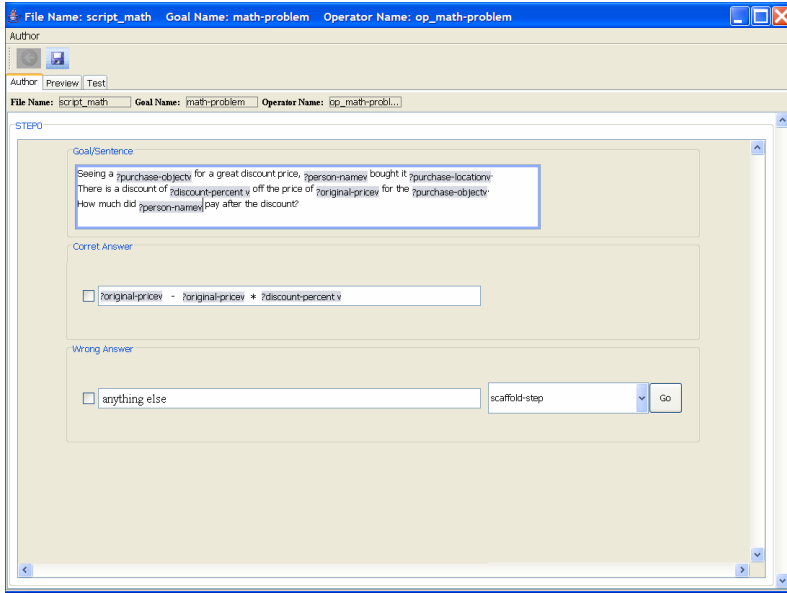 File Name: script_math Goal Name: math-problem Operator Name: op_math-problem
Author
Author Preview Test
File Name: script_math Goal Name: math-problem Operator Name: op_math-probl...
STEP0
Goal/Sentence
Seeing a ?purchase-objectv for a great discount price, ?person-namev bought it ?purchase-locationv.
There is a discount of ?discount-percent v off the price of ?original-pricev for the ?purchase-objectv.
How much did ?person-namev pay after the discount?
Corret Answer
?original-pricev - ?original-pricev * ?discount-percent v
Wrong Answer
anything else scaffold-step Go